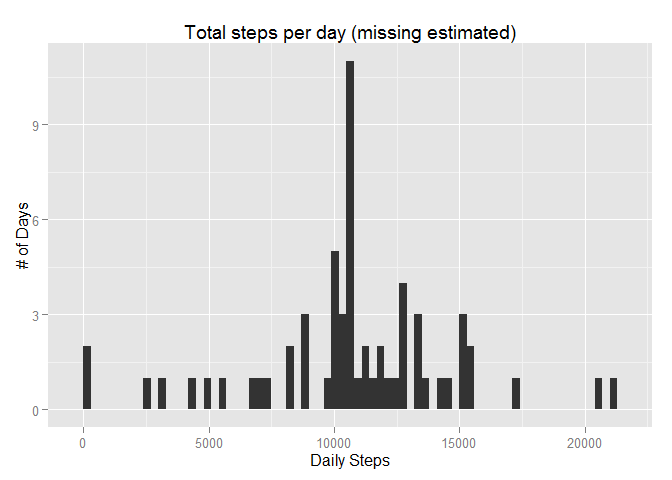 Total steps per day (missing estimated)
# of Days
9
6
3
0
0 5000 10000 15000 20000
Daily Steps